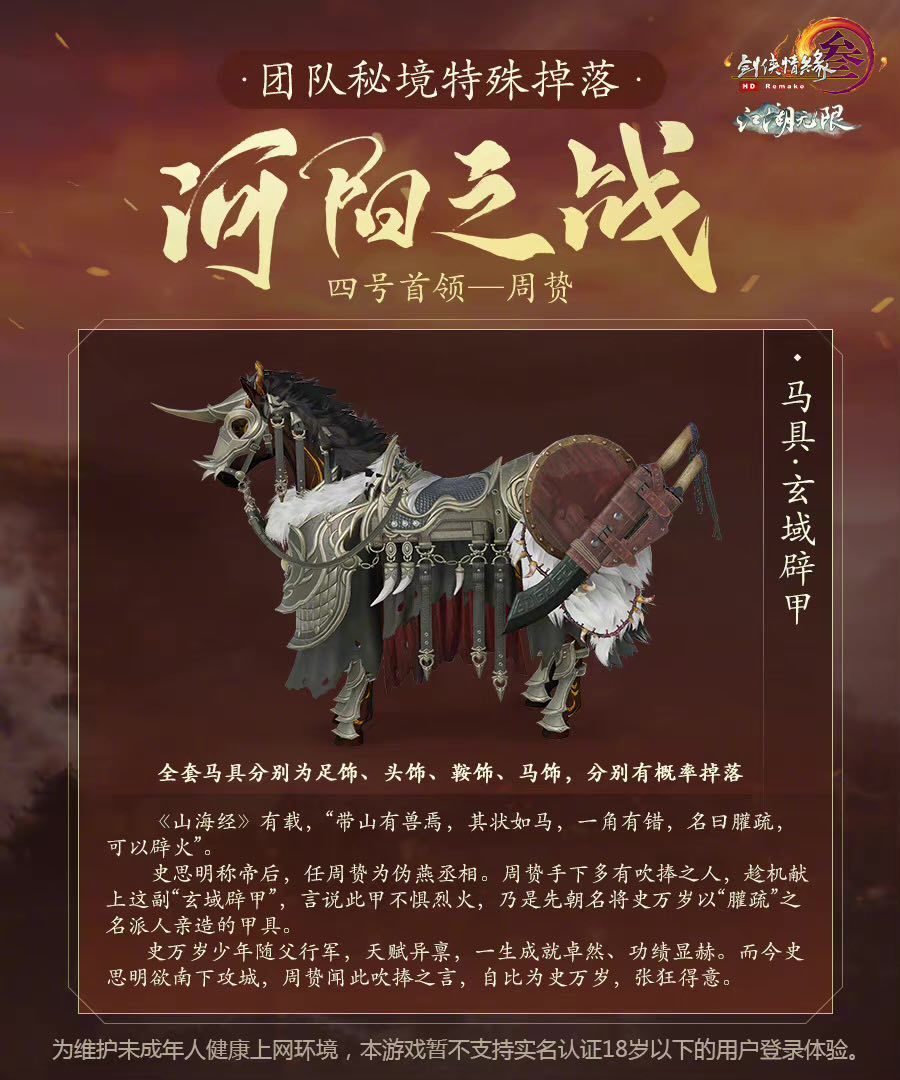 ·团队秘境特殊掉落·
剑侠情缘叁
HD Remake
江湖无限
河阳之战
四号首领—周贽
·马具·玄域辟甲
全套马具分别为足饰、头饰、鞍饰、马饰，分别有概率掉落
《山海经》有载，“带山有兽焉，其状如马，一角有错，名曰䑏疏，
可以辟火”。
史思明称帝后，任周贽为伪燕丞相。周贽手下多有吹捧之人，趁机献
上这副“玄域辟甲”，言说此甲不惧烈火，乃是先朝名将史万岁以“䑏疏”之
名派人亲造的甲具。
史万岁少年随父行军，天赋异禀，一生成就卓然、功绩显赫。而今史
思明欲南下攻城，周贽闻此吹捧之言，自比为史万岁，张狂得意。
为维护未成年人健康上网环境，本游戏暂不支持实名认证18岁以下的用户登录体验。